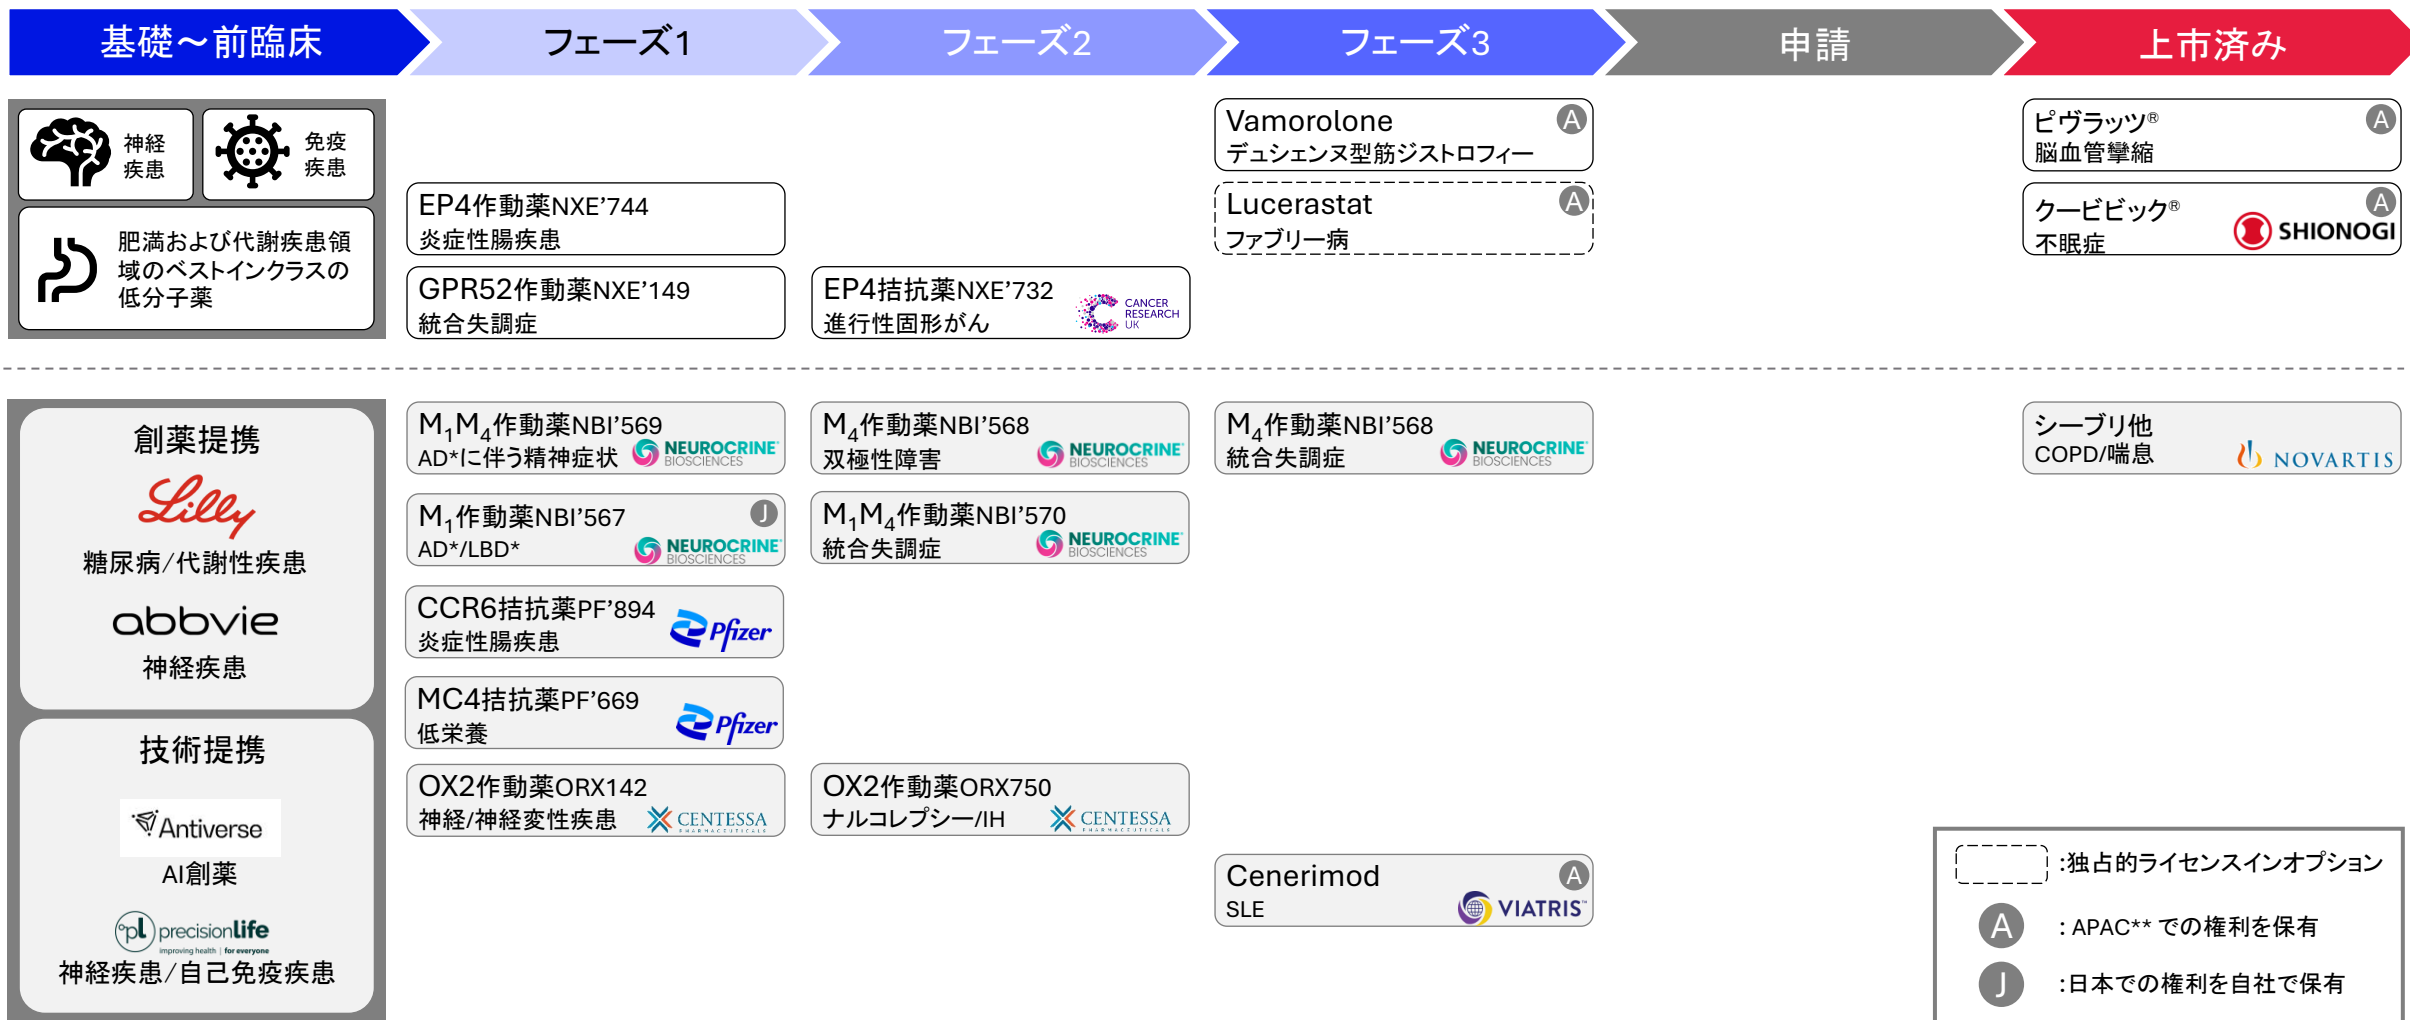 基礎～前臨床
フェーズ1
フェーズ2
フェーズ3
申請
上市済み
神経
疾患
免疫
疾患
肥満および代謝疾患領
域のベストインクラスの
低分子薬
EP4作動薬NXE'744
炎症性腸疾患
GPR52作動薬NXE'149
統合失調症
EP4拮抗薬NXE'732
進行性固形がん
CANCER
RESEARCH
UK
Vamorolone
A
デュシェンヌ型筋ジストロフィー
Lucerastat
A
ファブリー病
ピヴラッツ®
A
脳血管攣縮
クービビック®
A
不眠症
SHIONOGI
創薬提携
Lilly
糖尿病/代謝性疾患
abbvie
神経疾患
技術提携
Antiverse
AI創薬
°pl precisionlife
improving health | for everyone
神経疾患/自己免疫疾患
M₁M₄作動薬NBI'569
AD*に伴う精神症状
NEUROCRINE
BIOSCIENCES
M₁作動薬NBI'567
J
AD*/LBD*
NEUROCRINE
BIOSCIENCES
CCR6拮抗薬PF'894
炎症性腸疾患
Pfizer
MC4拮抗薬PF'669
低栄養
Pfizer
OX2作動薬ORX142
神経/神経変性疾患
CENTESSA
PHARMACEUTICALS
M₄作動薬NBI'568
双極性障害
NEUROCRINE
BIOSCIENCES
M₁M₄作動薬NBI'570
統合失調症
NEUROCRINE
BIOSCIENCES
OX2作動薬ORX750
ナルコレプシー/IH
CENTESSA
PHARMACEUTICALS
M₄作動薬NBI'568
統合失調症
NEUROCRINE
BIOSCIENCES
Cenerimod
A
SLE
VIATRIS™
シーブリ他
COPD/喘息
NOVARTIS
:独占的ライセンスインオプション
A : APAC** での権利を保有
J :日本での権利を自社で保有